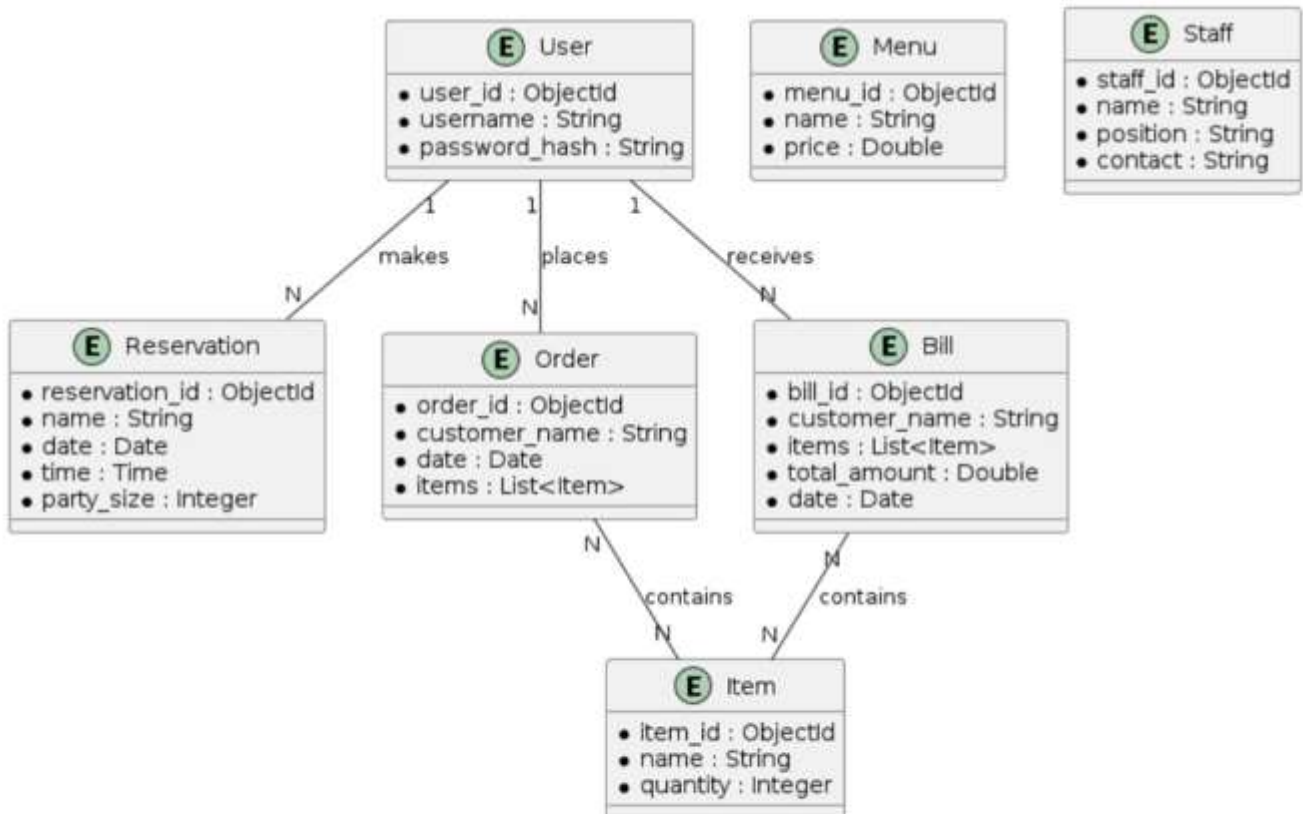 E User
user_id : ObjectId
username : String
password_hash : String
E Menu
menu_id : ObjectId
name : String
price : Double
E Staff
staff_id : ObjectId
name : String
position : String
contact : String
1
1
1
makes
places
receives
N
N
N
E Reservation
reservation_id : ObjectId
name : String
date : Date
time : Time
party_size : Integer
E Order
order_id : ObjectId
customer_name : String
date : Date
items : List<Item>
E Bill
bill_id : ObjectId
customer_name : String
items : List<Item>
total_amount : Double
date : Date
N
N
contains
contains
N
N
E Item
item_id : ObjectId
name : String
quantity : Integer